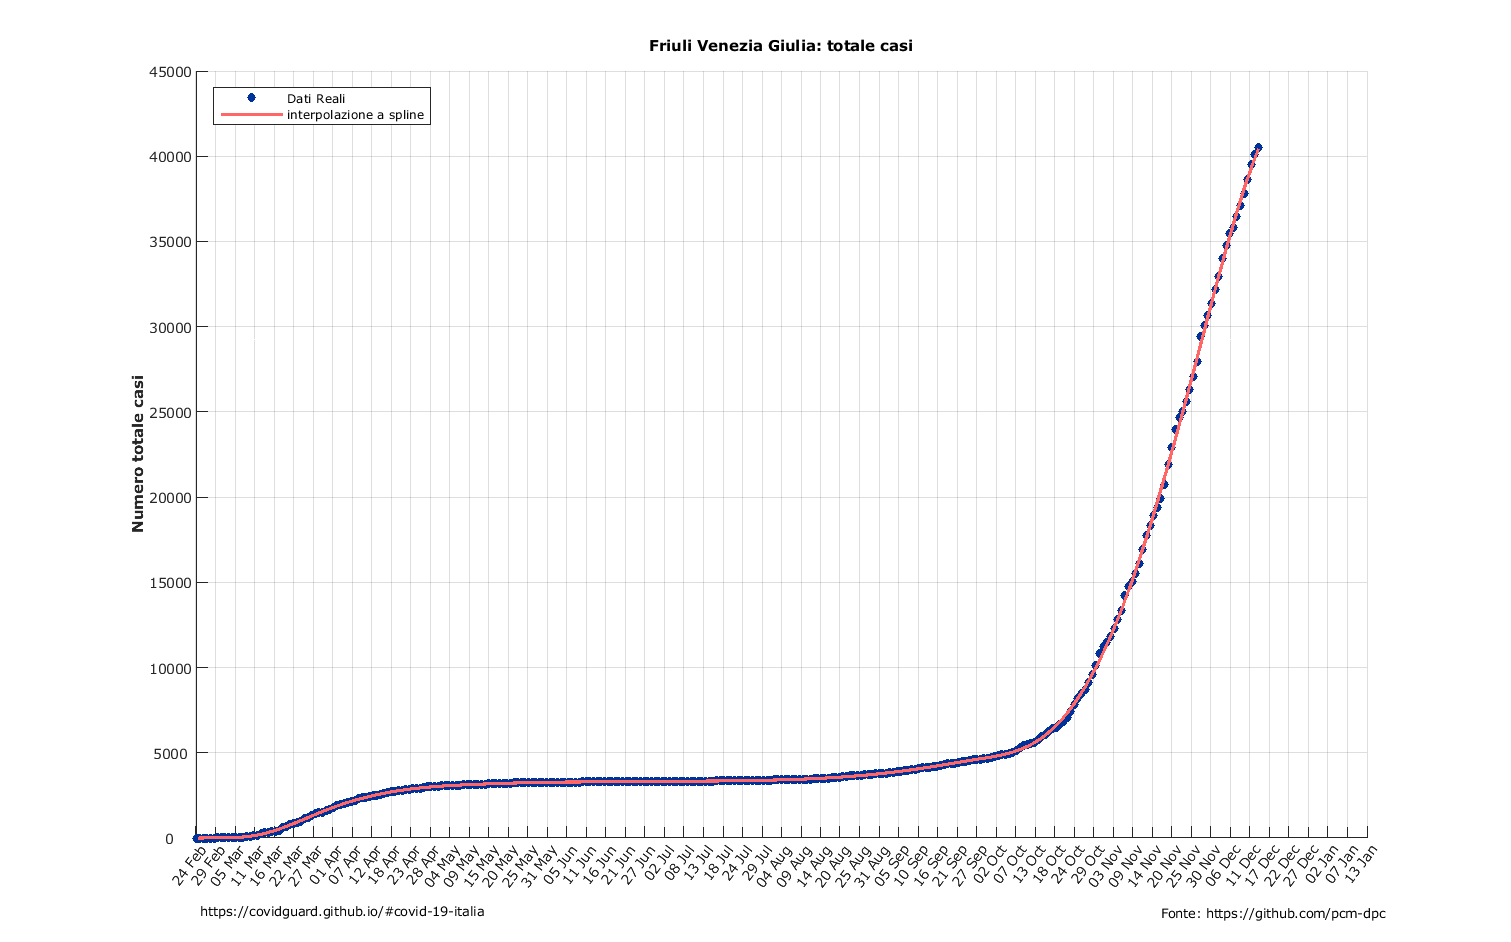 Friuli Venezia Giulia: totale casi
45000
40000
35000
30000
25000
20000
15000
10000
5000
0
Numero totale casi
Dati Reali
interpolazione a spline
24 Feb
29 Feb
05 Mar
11 Mar
16 Mar
22 Mar
27 Mar
01 Apr
07 Apr
12 Apr
18 Apr
23 Apr
28 Apr
04 May
09 May
15 May
20 May
25 May
31 May
05 Jun
11 Jun
16 Jun
21 Jun
27 Jun
02 Jul
08 Jul
13 Jul
18 Jul
24 Jul
29 Jul
04 Aug
09 Aug
14 Aug
20 Aug
25 Aug
31 Aug
05 Sep
10 Sep
16 Sep
21 Sep
27 Sep
02 Oct
07 Oct
13 Oct
18 Oct
24 Oct
29 Oct
03 Nov
09 Nov
14 Nov
20 Nov
25 Nov
30 Nov
06 Dec
11 Dec
17 Dec
22 Dec
27 Dec
02 Jan
07 Jan
13 Jan
https://covidguard.github.io/#covid-19-italia
Fonte: https://github.com/pcm-dpc